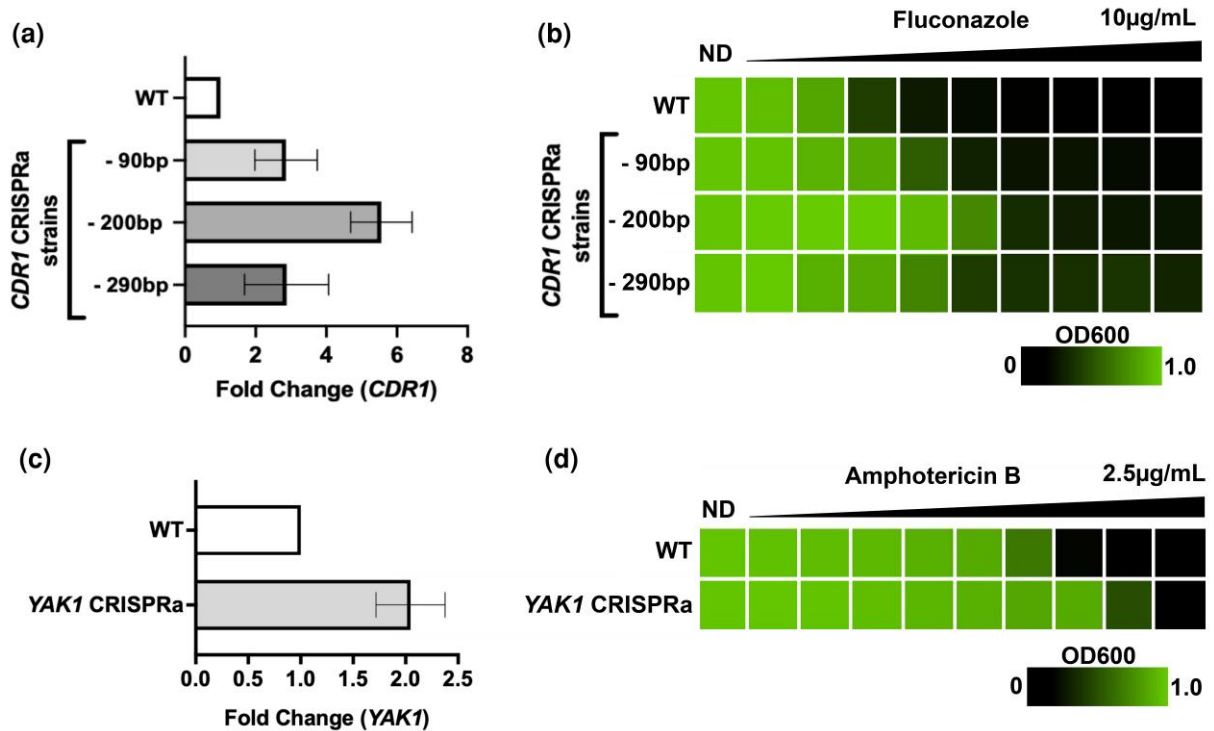 (a)
WT
- 90bp
- 200bp
- 290bp
CDR1 CRISPRa
strains
0 2 4 6 8
Fold Change (CDR1)
(b)
Fluconazole 10µg/mL
ND
WT
- 90bp
- 200bp
- 290bp
CDR1 CRISPRa
strains
OD600
0 1.0
(c)
WT
YAK1 CRISPRa
0.0 0.5 1.0 1.5 2.0 2.5
Fold Change (YAK1)
(d)
Amphotericin B 2.5µg/mL
ND
WT
YAK1 CRISPRa
OD600
0 1.0